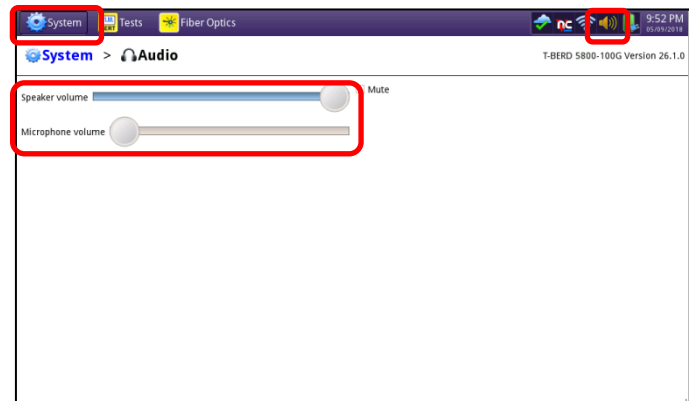 System Tests Fiber Optics 9:52 PM
05/09/2018
System > Audio T-BERD 5800-100G Version 26.1.0
Speaker volume Mute
Microphone volume